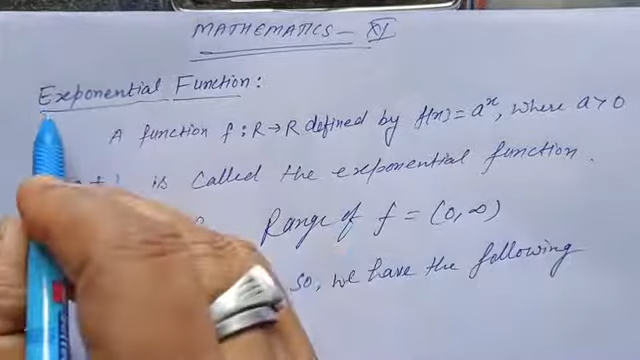 MATHEMATICS - XI
Exponential Function :
A function f : R → R defined by f(x) = aˣ, where a > 0
is called the exponential function.
Range of f = (0, ∞)
so, we have the following